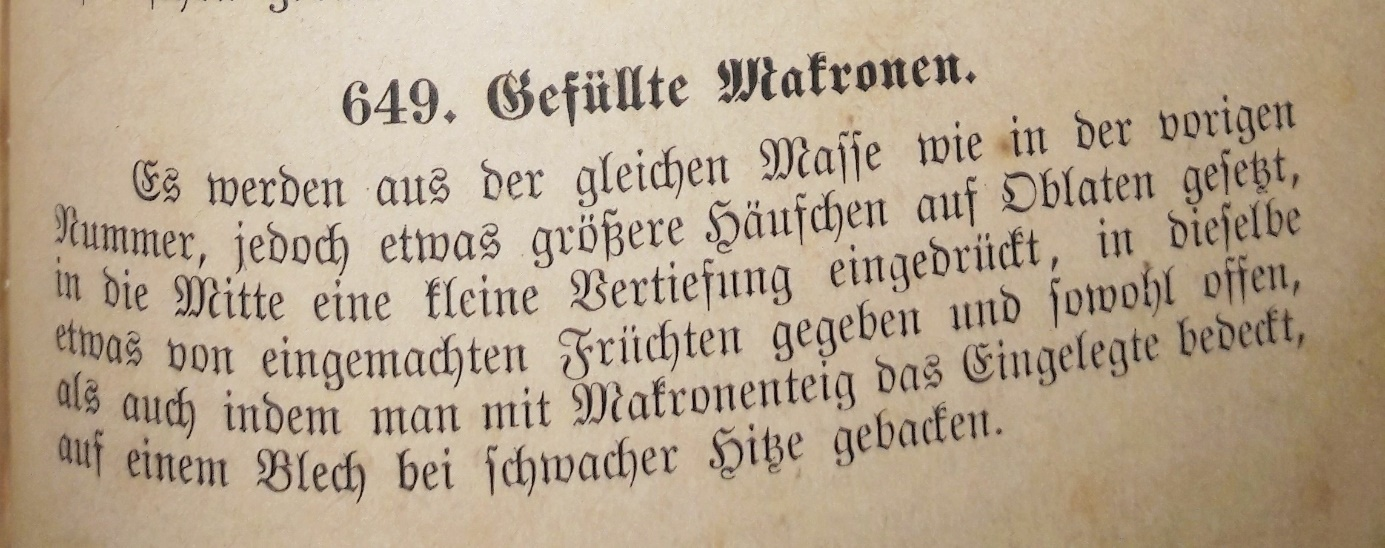 649. Gefüllte Makronen.
Es werden aus der gleichen Masse wie in der vorigen
Nummer, jedoch etwas größere Häufchen auf Oblaten gesetzt,
in die Mitte eine kleine Vertiefung eingedrückt, in dieselbe
etwas von eingemachten Früchten gegeben und sowohl offen,
als auch indem man mit Makronenteig das Eingelegte bedeckt,
auf einem Blech bei schwacher Hitze gebacken.